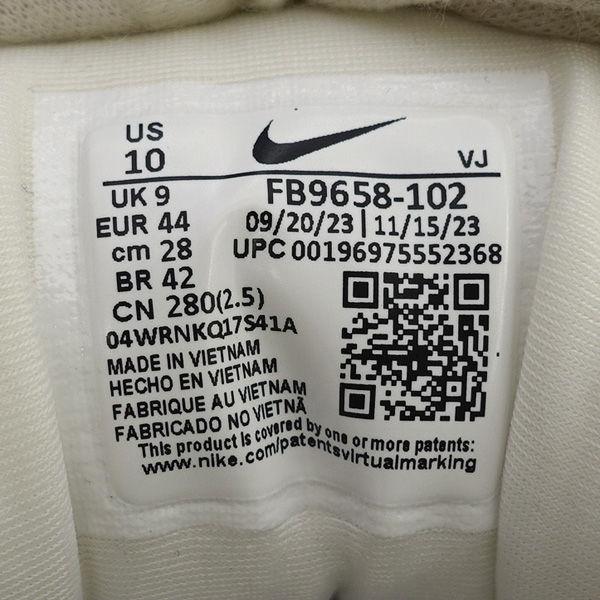 US
10
VJ
UK 9
FB9658-102
EUR 44
09/20/23 | 11/15/23
cm 28
UPC 00196975552368
BR 42
CN 280(2.5)
04WRNKQ17S41A
MADE IN VIETNAM
HECHO EN VIETNAM
FABRIQUE AU VIETNAM
FABRICADO NO VIETNÃ
This product is covered by one or more patents:
www.nike.com/patentsvirtualmarking